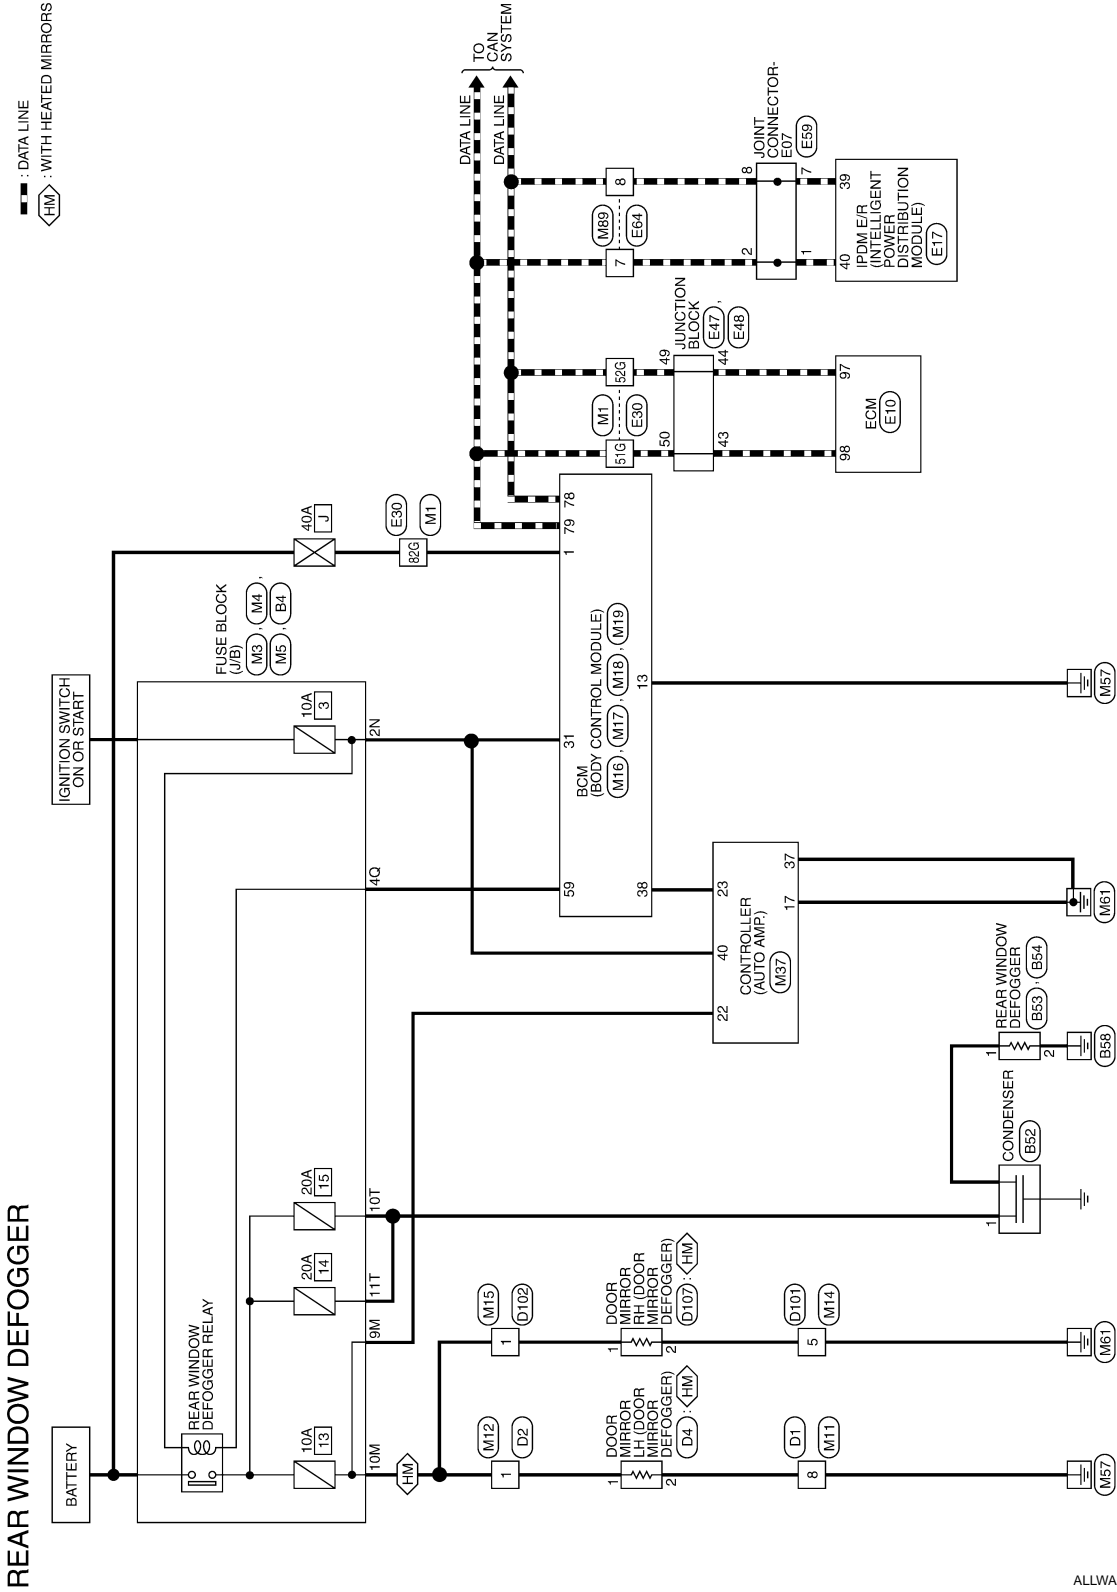 REAR WINDOW DEFOGGER
: DATA LINE
HM : WITH HEATED MIRRORS
BATTERY
IGNITION SWITCH
ON OR START
REAR WINDOW
DEFOGGER RELAY
10A
13
20A
14
20A
15
10A
3
FUSE BLOCK
(J/B)
M3 , M4 ,
M5 , B4
40A
J
10M
9M
11T
10T
4Q
2N
82G
E30
M1
HM
DATA LINE
DATA LINE
TO
CAN
SYSTEM
M12
1
D2
M15
1
D102
59
31
1
79
78
BCM
(BODY CONTROL MODULE)
M16 , M17 , M18 , M19
38
13
51G
M1
E30
52G
7
M89
E64
8
50
49
JUNCTION
BLOCK
E47 ,
E48
43
44
2
8
JOINT
CONNECTOR-
E07
E59
1
7
DOOR
MIRROR
LH (DOOR
MIRROR
DEFOGGER)
D4 : HM
1
2
DOOR
MIRROR
RH (DOOR
MIRROR
DEFOGGER)
D107 : HM
1
2
22
40
23
CONTROLLER
(AUTO AMP.)
M37
17
37
98
97
ECM
E10
40
39
IPDM E/R
(INTELLIGENT
POWER
DISTRIBUTION
MODULE)
E17
D1
8
M11
D101
5
M14
1
CONDENSER
B52
REAR WINDOW
DEFOGGER
B53 , B54
1
2
M57
M61
B58
M61
M57
ALLWA